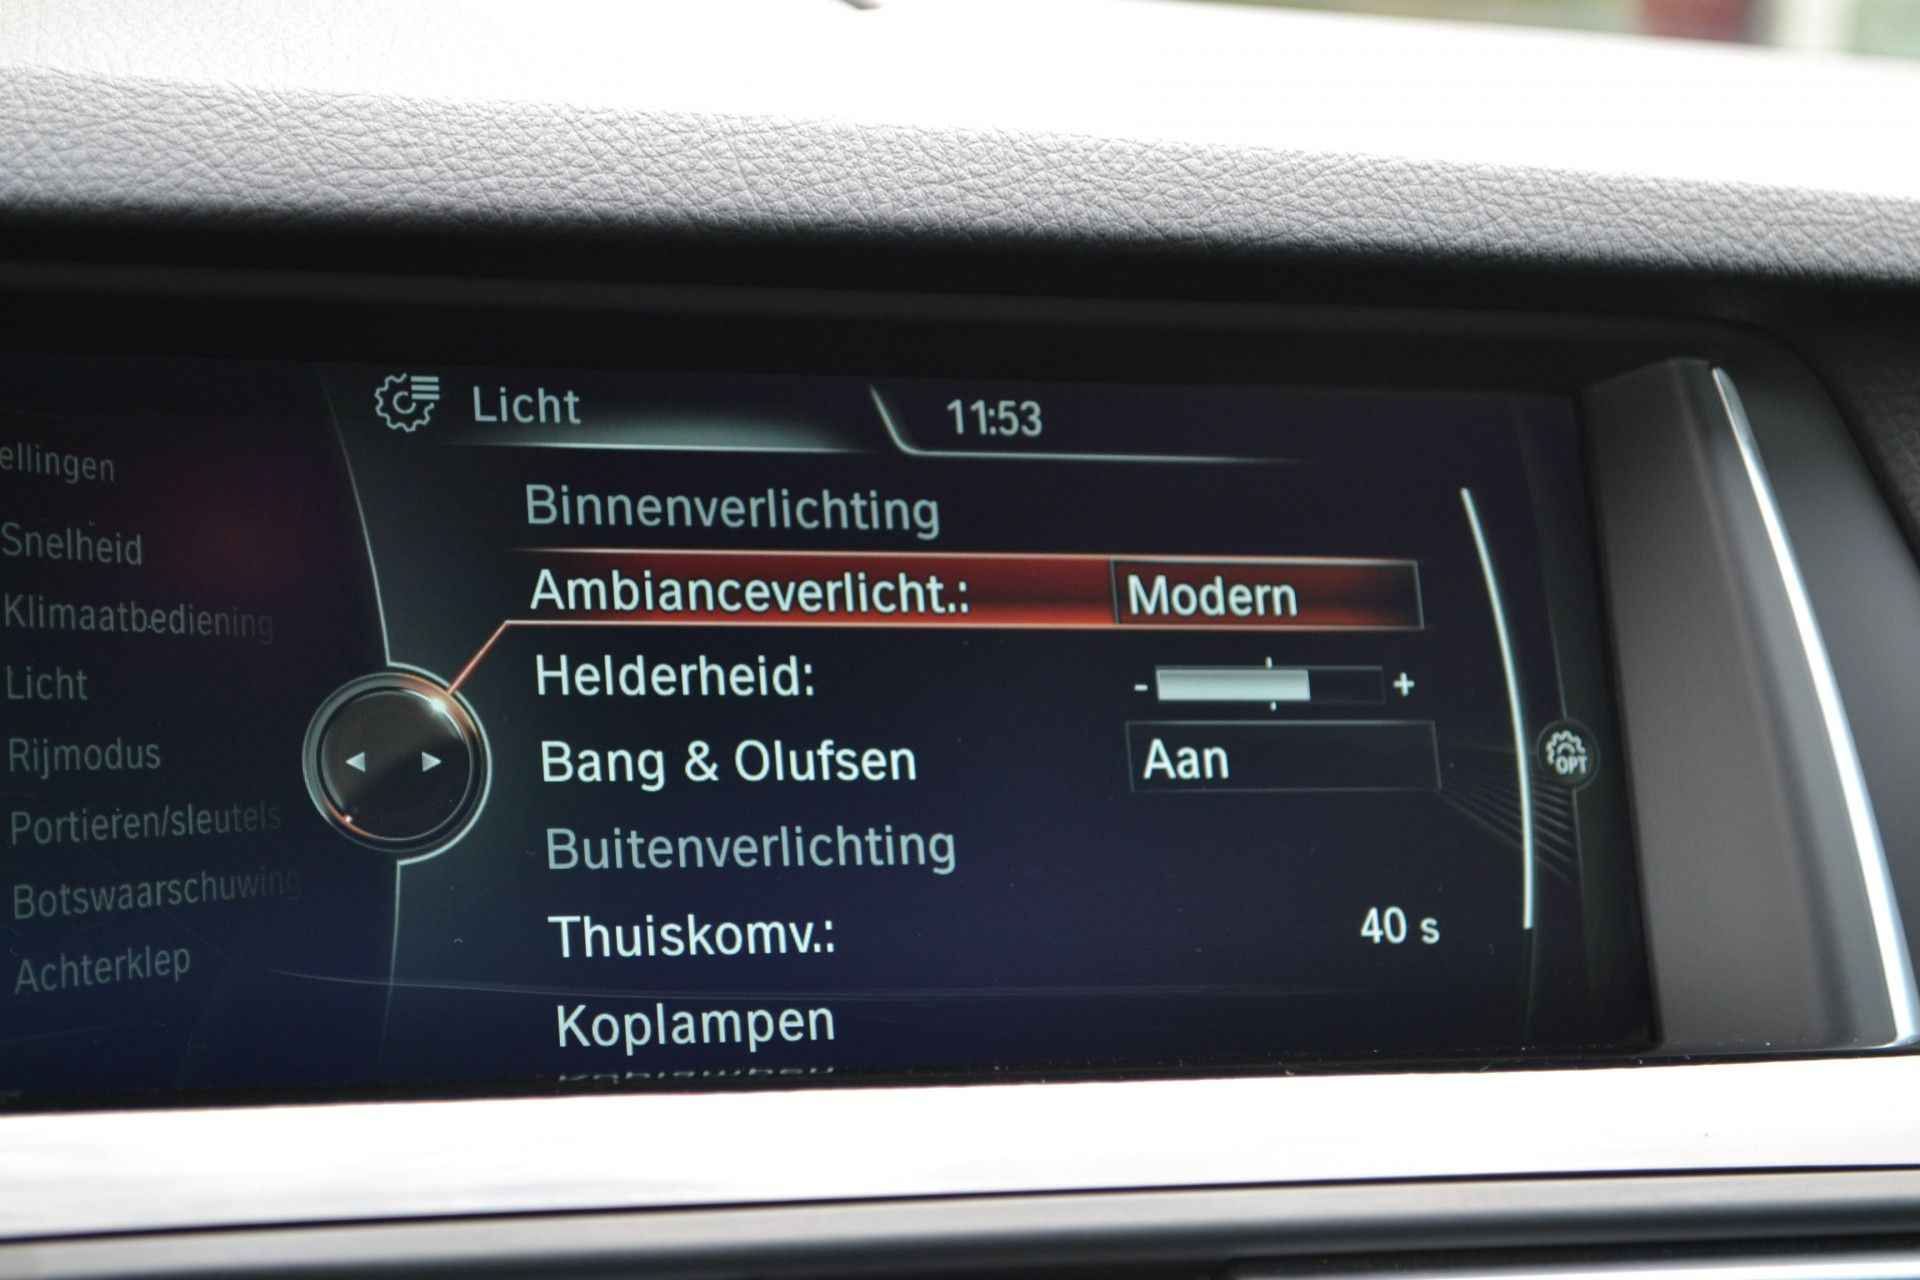 Licht
11:53
ellingen
Snelheid
Klimaatbediening
Licht
Rijmodus
Portieren/sleutels
Botswaarschuwing
Achterklep
Binnenverlichting
Ambianceverlicht.: Modern
Helderheid: - +
Bang & Olufsen Aan
Buitenverlichting
Thuiskomv.: 40 s
Koplampen
OPT